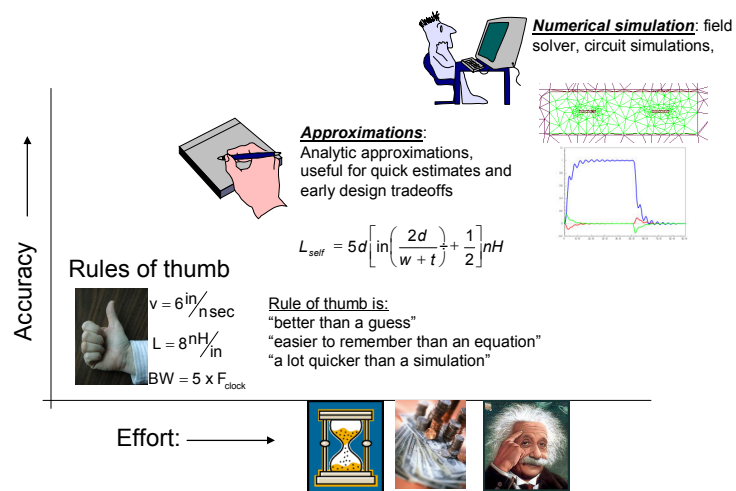 Numerical simulation: field
solver, circuit simulations,
Approximations:
Analytic approximations,
useful for quick estimates and
early design tradeoffs
L_self = 5d[in(2d/(w + t)÷ + 1/2]nH
Rules of thumb
v = 6 in/n sec
L = 8 nH/in
BW = 5 x F_clock
Rule of thumb is:
“better than a guess”
“easier to remember than an equation”
“a lot quicker than a simulation”
Accuracy
Effort: